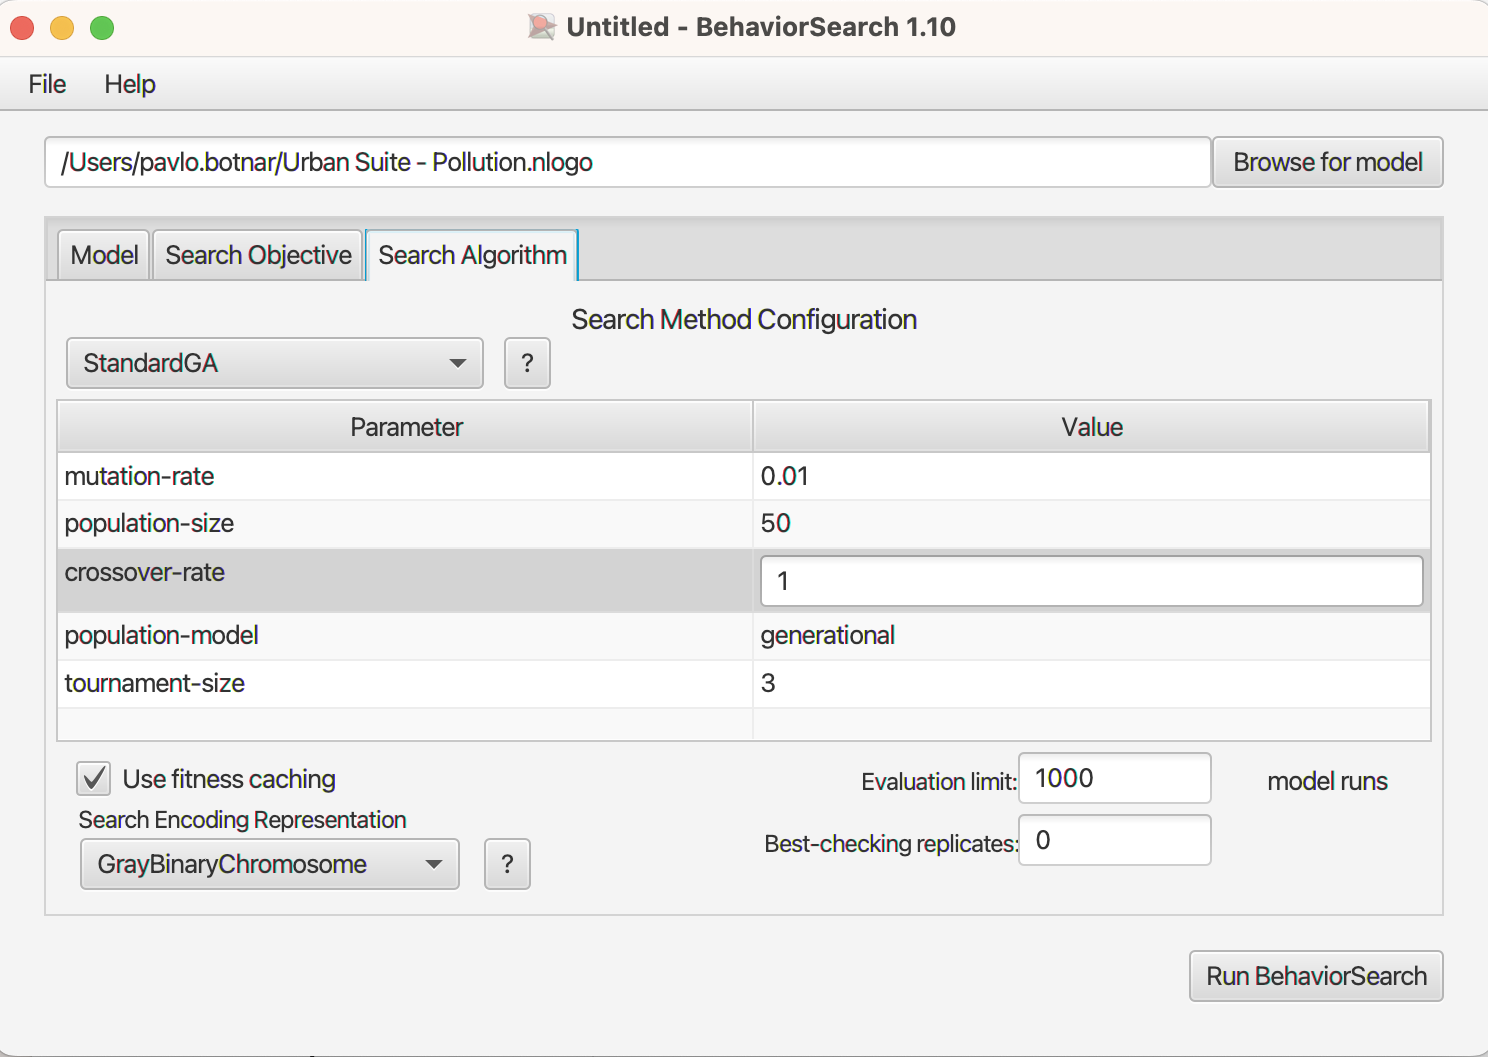 Untitled - BehaviorSearch 1.10
File Help
/Users/pavlo.botnar/Urban Suite - Pollution.nlogo Browse for model
Model Search Objective Search Algorithm
Search Method Configuration
StandardGA ?
Parameter Value
mutation-rate 0.01
population-size 50
crossover-rate 1
population-model generational
tournament-size 3
Use fitness caching
Evaluation limit: 1000 model runs
Search Encoding Representation
Best-checking replicates: 0
GrayBinaryChromosome ?
Run BehaviorSearch